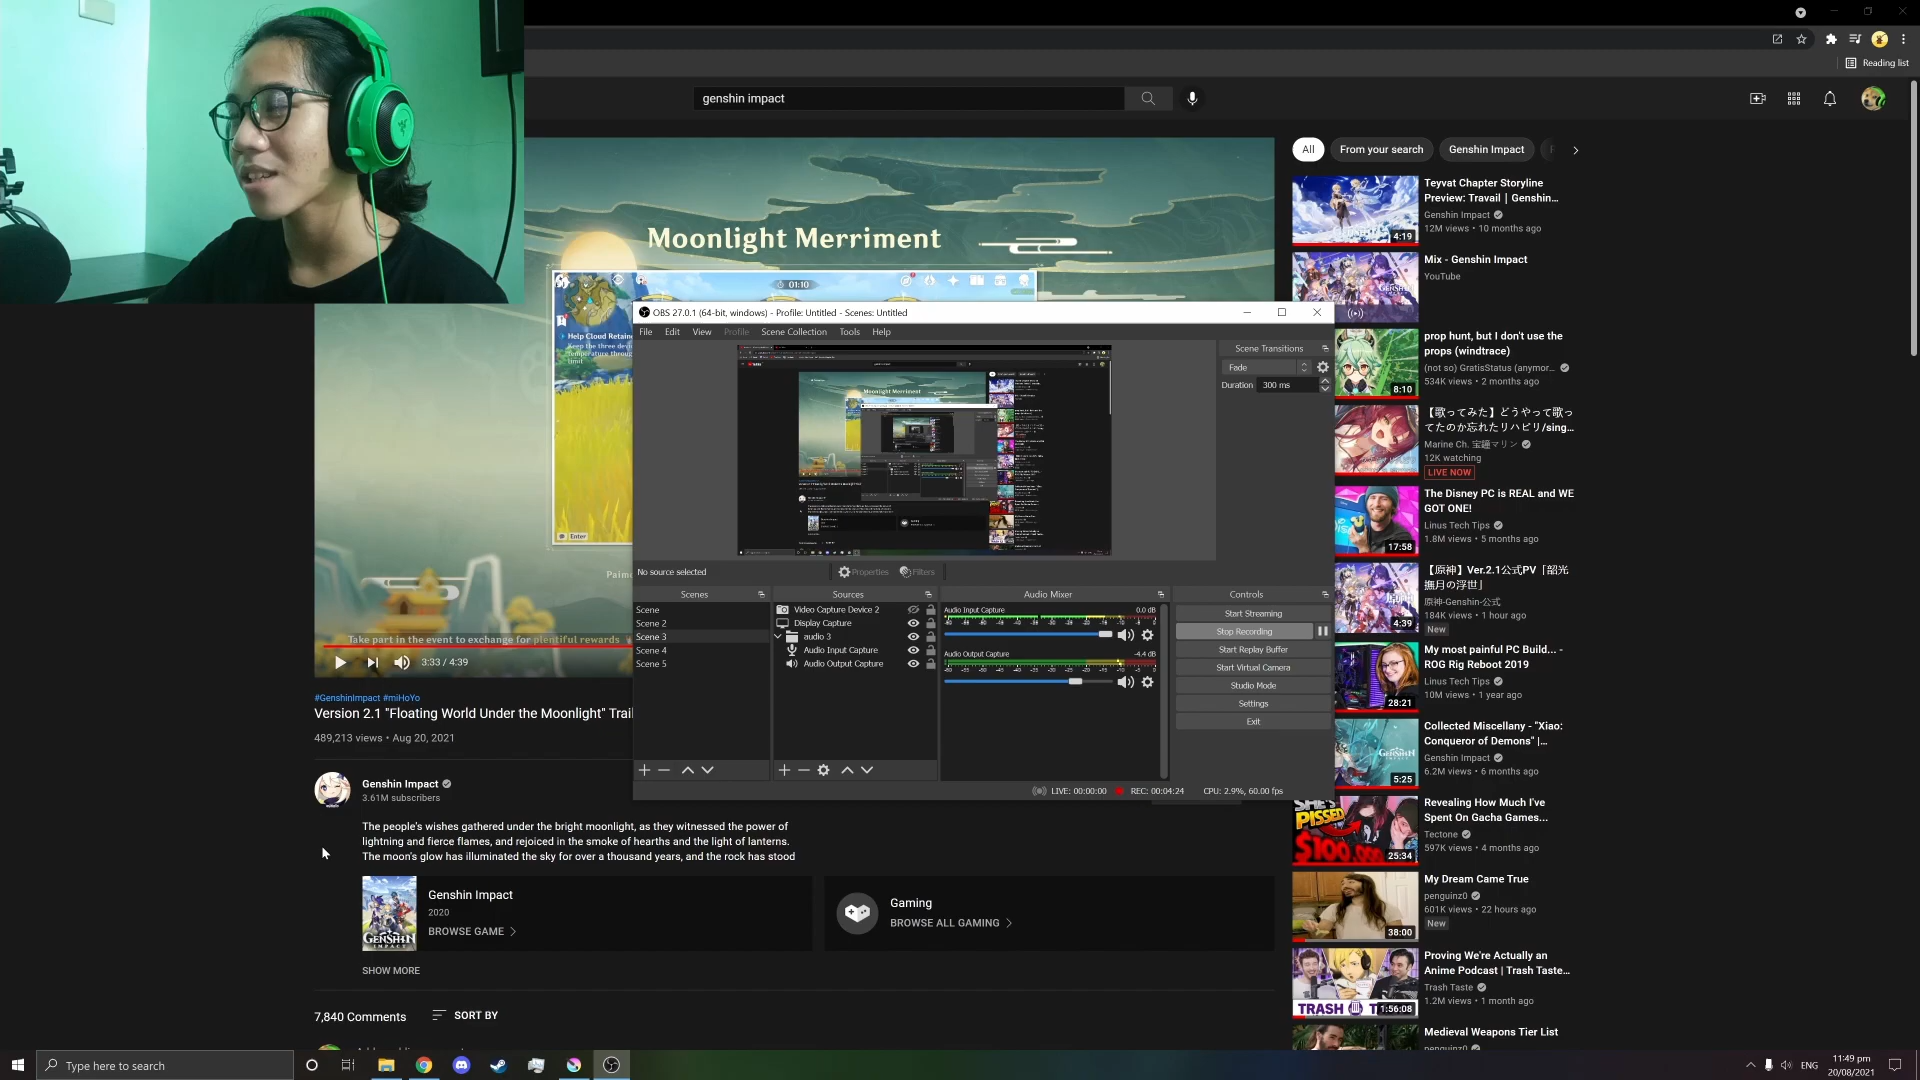 Reading list
genshin impact
Moonlight Merriment
01:10
Help Cloud Retain
Enter
Take part in the event to exchange for plentiful rewards
3:33 / 4:39
#GenshinImpact #miHoYo
Version 2.1 "Floating World Under the Moonlight" Trail
489,213 views • Aug 20, 2021
Genshin Impact
3.61M subscribers
The people's wishes gathered under the bright moonlight, as they witnessed the power of
lightning and fierce flames, and rejoiced in the smoke of hearths and the light of lanterns.
The moon's glow has illuminated the sky for over a thousand years, and the rock has stood
GENSHIN
IMPACT
Genshin Impact
2020
BROWSE GAME
Gaming
BROWSE ALL GAMING
SHOW MORE
7,840 Comments
SORT BY
OBS 27.0.1 (64-bit, windows) - Profile: Untitled - Scenes: Untitled
File Edit View Profile Scene Collection Tools Help
Scene Transitions
Fade
Duration 300 ms
No source selected
Properties
Filters
Scenes
Scene
Scene 2
Scene 3
Scene 4
Scene 5
Sources
Video Capture Device 2
Display Capture
audio 3
Audio Input Capture
Audio Output Capture
Audio Mixer
Audio Input Capture 0.0 dB
Audio Output Capture -4.4 dB
Controls
Start Streaming
Stop Recording
Start Replay Buffer
Start Virtual Camera
Studio Mode
Settings
Exit
LIVE: 00:00:00 REC: 00:04:24 CPU: 2.9%, 60.00 fps
All From your search Genshin Impact
Teyvat Chapter Storyline
Preview: Travail | Genshin...
Genshin Impact
12M views • 10 months ago
4:19
Mix - Genshin Impact
YouTube
prop hunt, but I don't use the
props (windtrace)
(not so) GratisStatus (anymor...
534K views • 2 months ago
8:10
【歌ってみた】どうやって歌っ
てたのか忘れたリハビリ/sing...
Marine Ch. 宝鐘マリン
12K watching
LIVE NOW
The Disney PC is REAL and WE
GOT ONE!
Linus Tech Tips
1.8M views • 5 months ago
17:58
【原神】Ver.2.1公式PV「韶光
撫月の浮世」
原神-Genshin-公式
184K views • 1 hour ago
New
4:39
My most painful PC Build... -
ROG Rig Reboot 2019
Linus Tech Tips
10M views • 1 year ago
28:21
Collected Miscellany - "Xiao:
Conqueror of Demons" |...
Genshin Impact
6.2M views • 6 months ago
5:25
Revealing How Much I've
Spent On Gacha Games...
Tectone
597K views • 4 months ago
SHE'S
PISSED
25:34
My Dream Came True
penguinz0
601K views • 22 hours ago
New
38:00
Proving We're Actually an
Anime Podcast | Trash Taste...
Trash Taste
1.2M views • 1 month ago
TRASH
1:56:08
Medieval Weapons Tier List
penguinz0
Type here to search
ENG
11:49 pm
20/08/2021